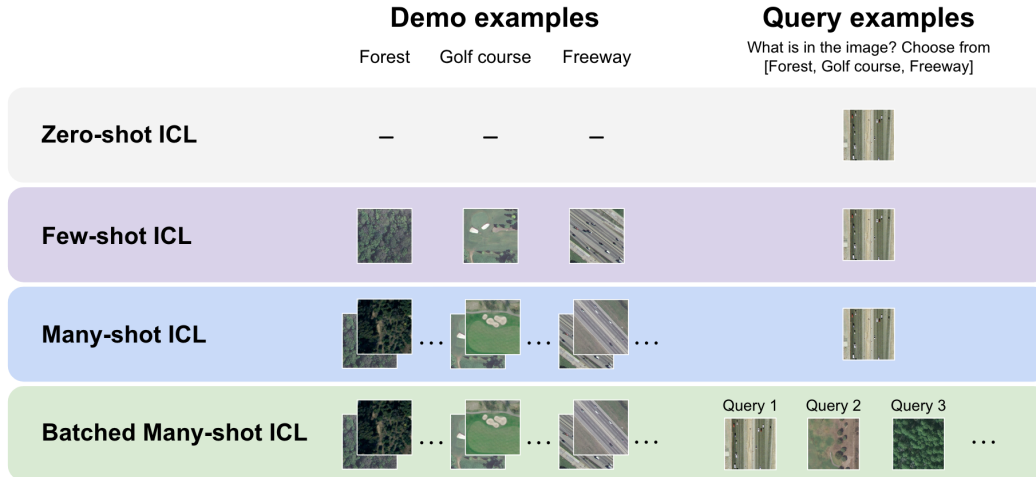 Demo examples
Query examples
Forest
Golf course
Freeway
What is in the image? Choose from
[Forest, Golf course, Freeway]
Zero-shot ICL
–
–
–
Few-shot ICL
Many-shot ICL
...
...
...
Batched Many-shot ICL
...
...
...
Query 1
Query 2
Query 3
...